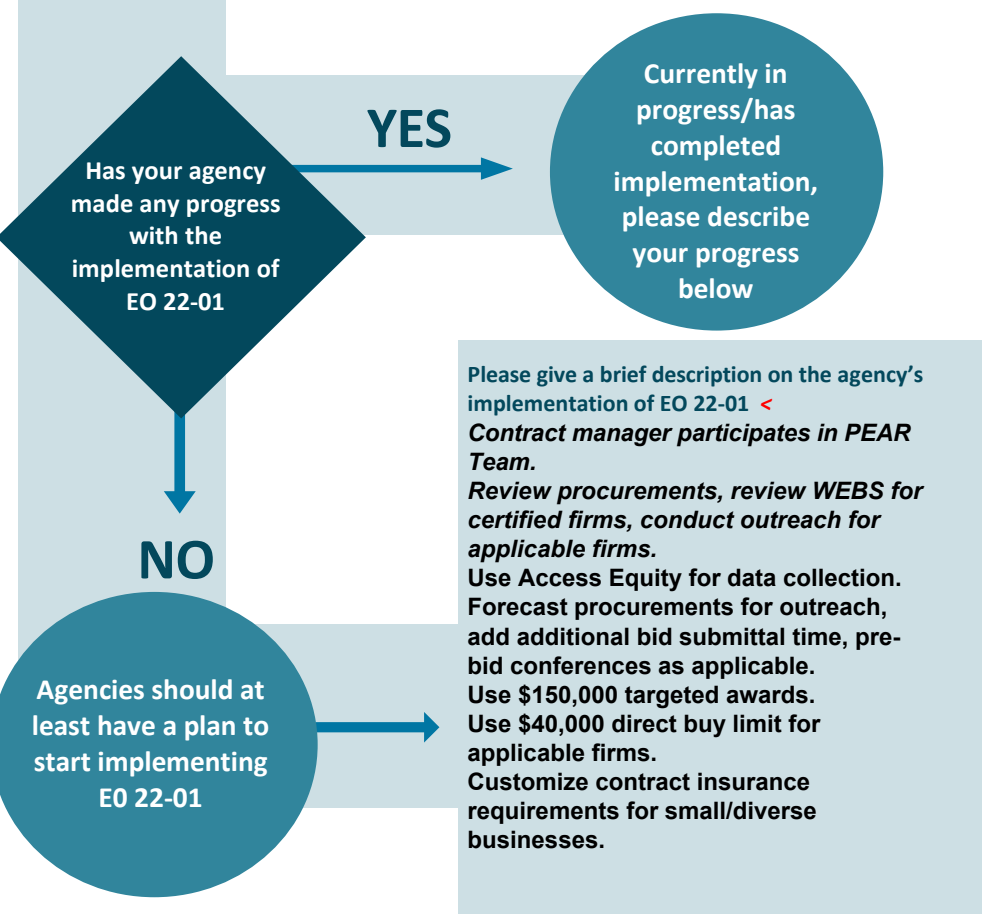 Has your agency
made any progress
with the
implementation of
EO 22-01
YES
Currently in
progress/has
completed
implementation,
please describe
your progress
below
NO
Agencies should at
least have a plan to
start implementing
E0 22-01
Please give a brief description on the agency’s
implementation of EO 22-01 <
Contract manager participates in PEAR
Team.
Review procurements, review WEBS for
certified firms, conduct outreach for
applicable firms.
Use Access Equity for data collection.
Forecast procurements for outreach,
add additional bid submittal time, pre-
bid conferences as applicable.
Use $150,000 targeted awards.
Use $40,000 direct buy limit for
applicable firms.
Customize contract insurance
requirements for small/diverse
businesses.